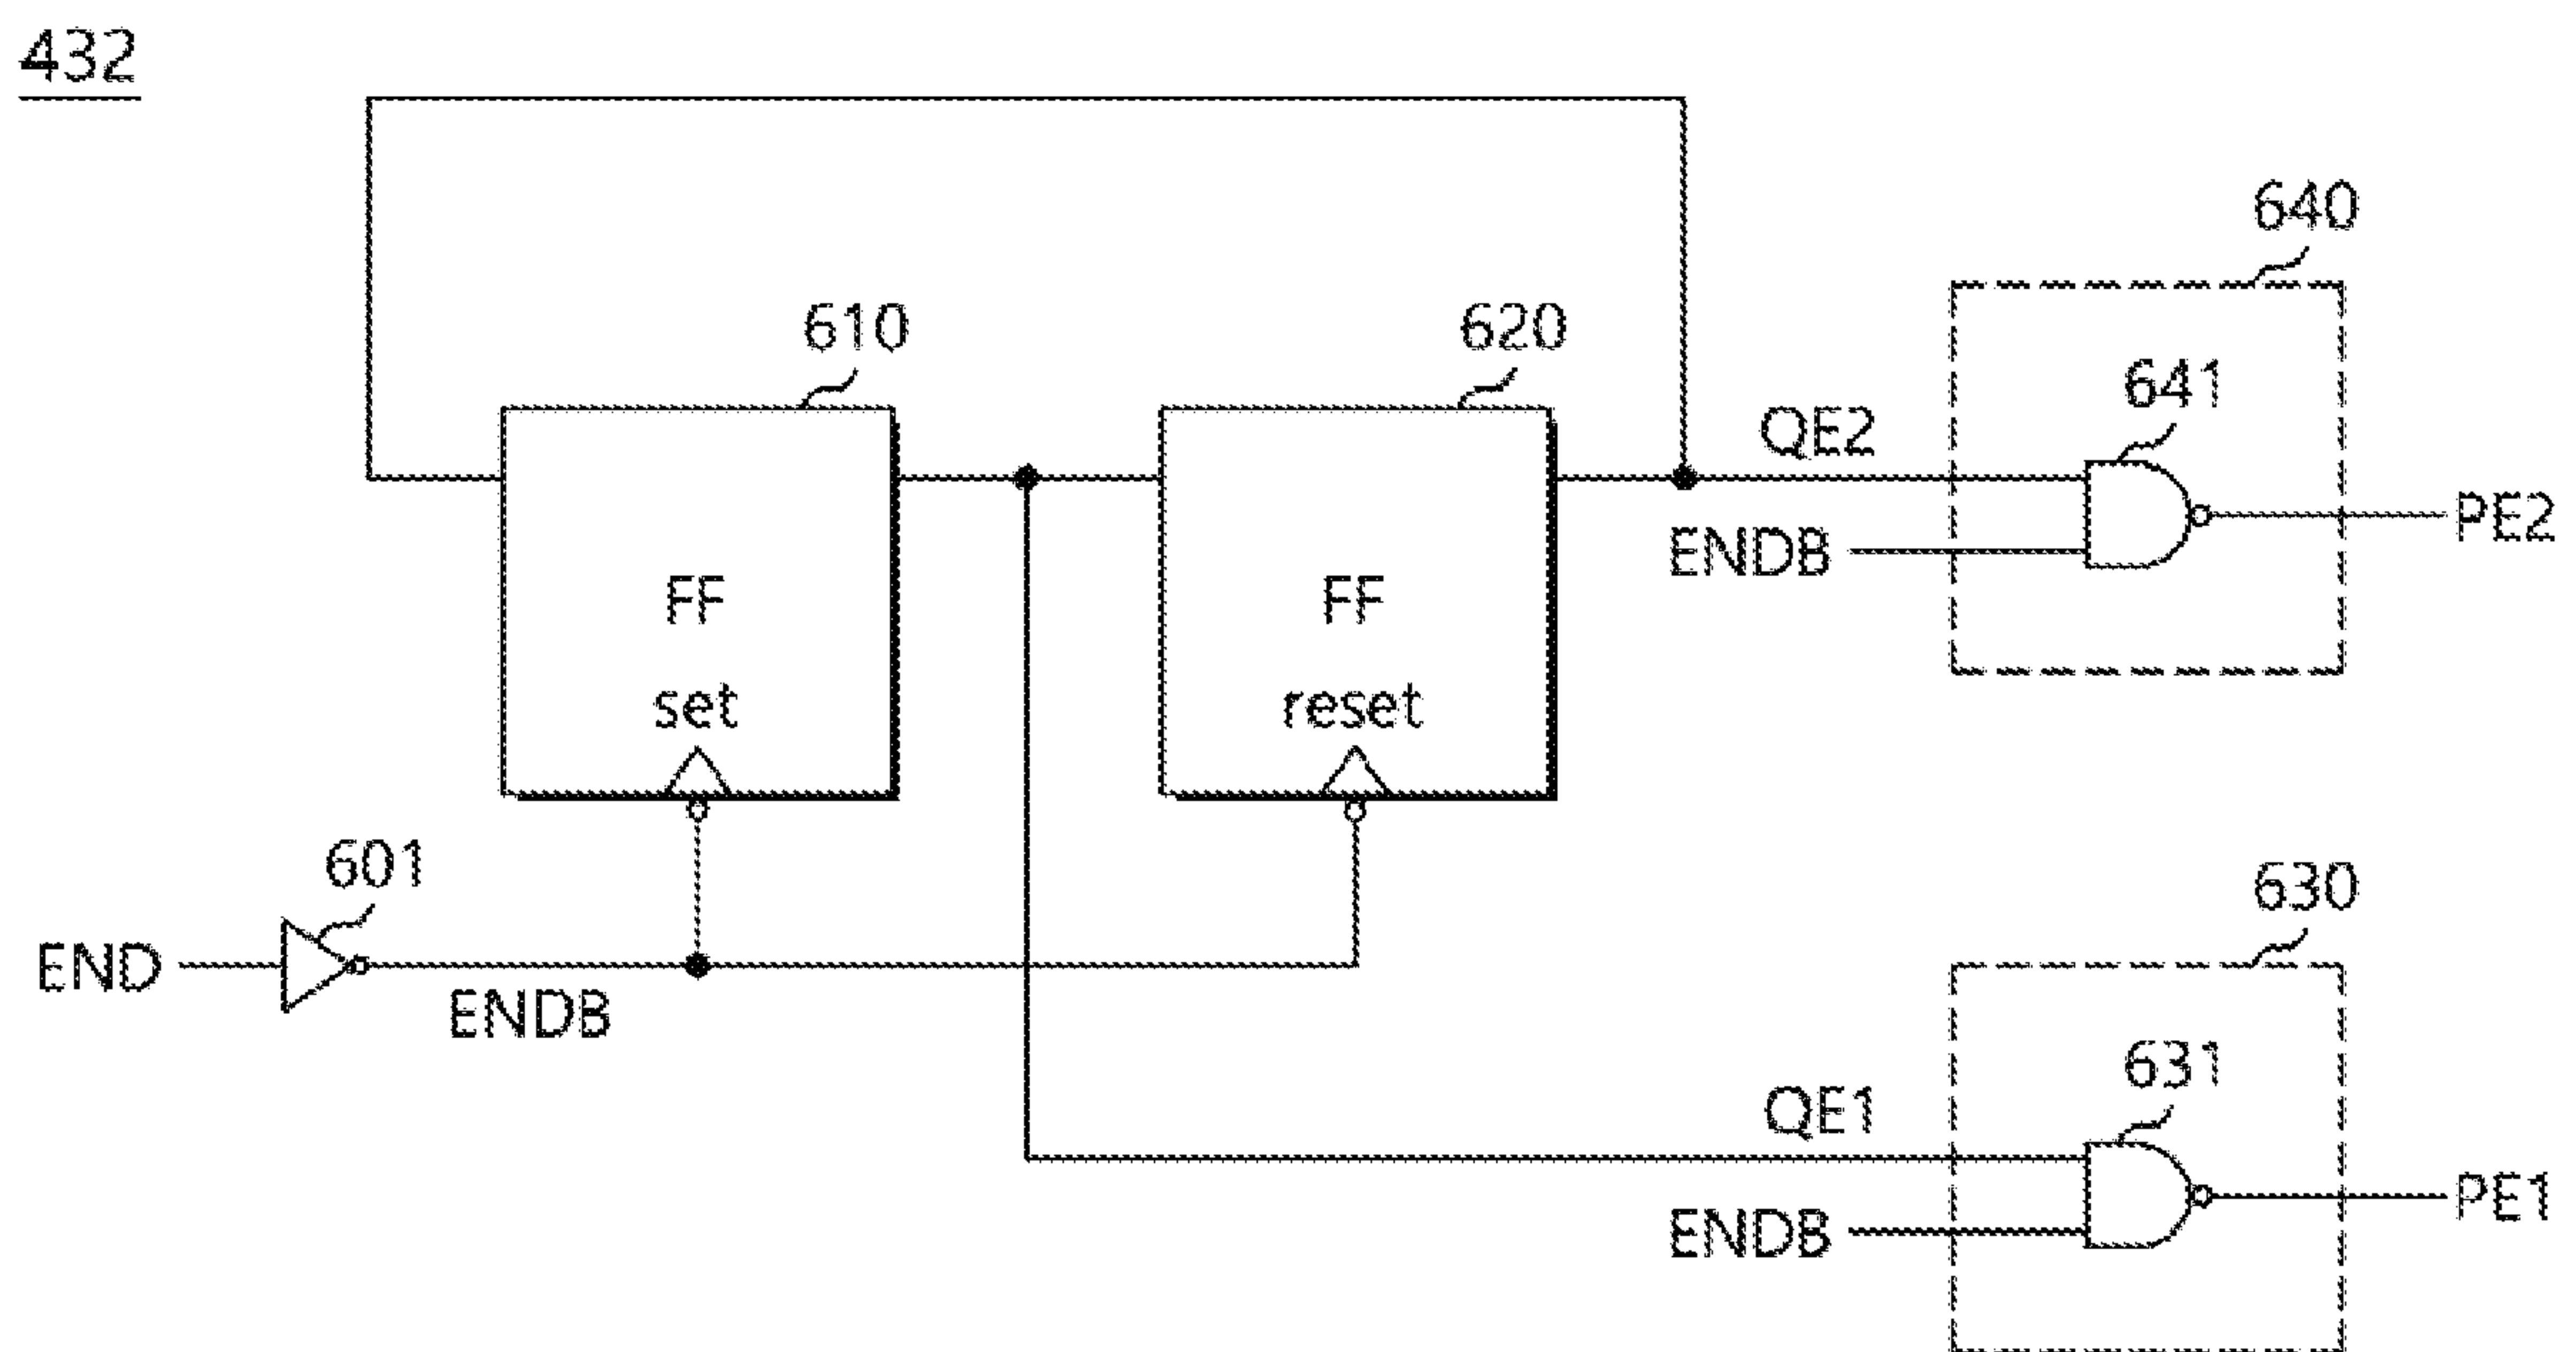 432
640
610
620
641
QE2
PE2
ENDB
FF
FF
set
reset
601
630
END
ENDB
631
QE1
PE1
ENDB